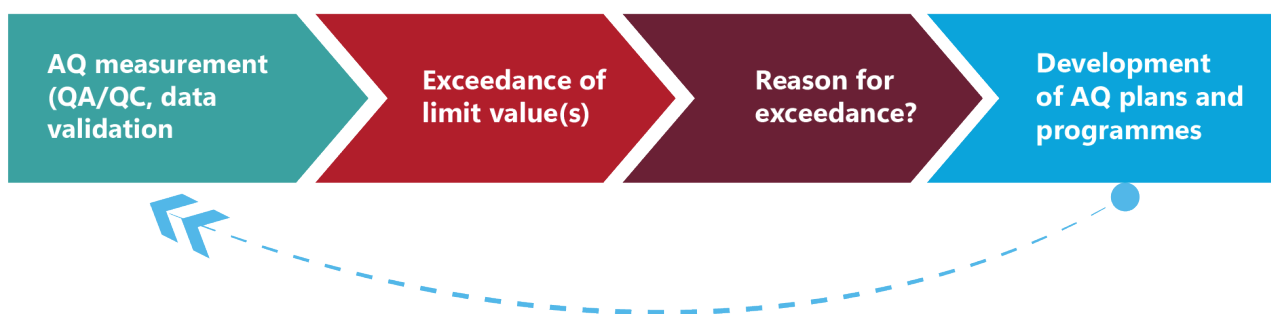 AQ measurement
(QA/QC, data
validation
Exceedance of
limit value(s)
Reason for
exceedance?
Development
of AQ plans and
programmes